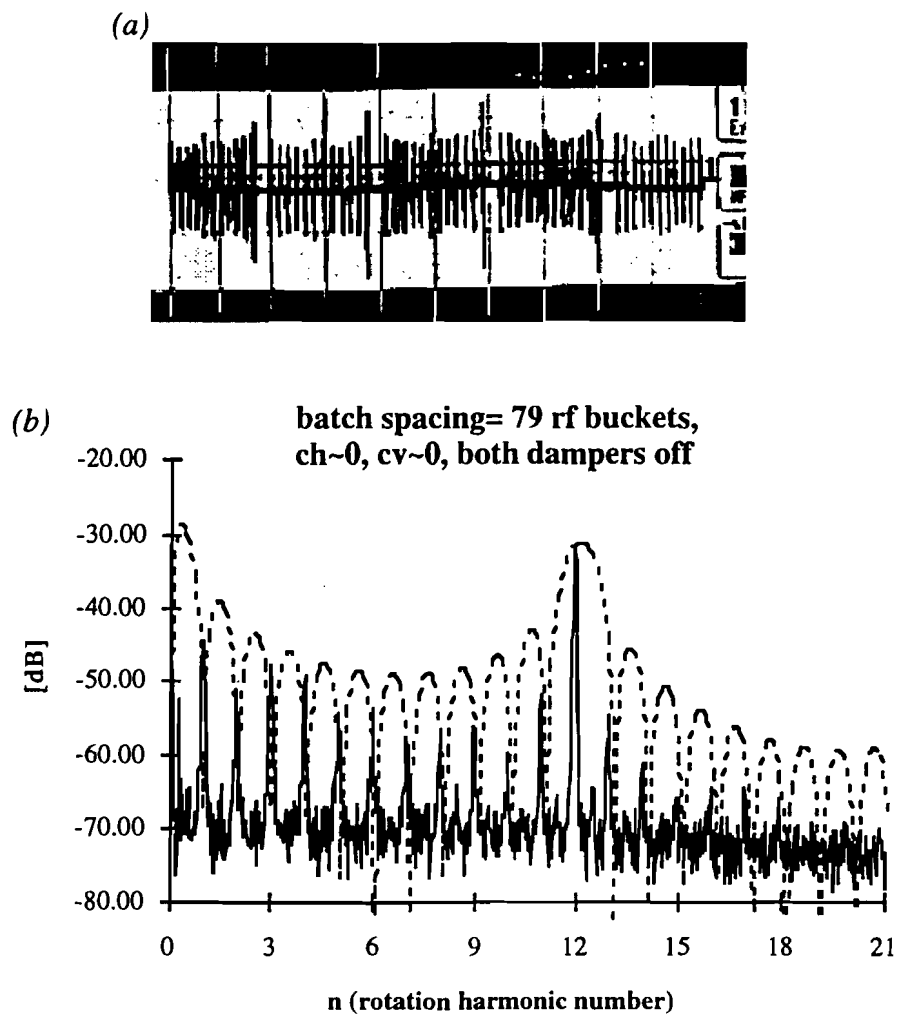 (a)
(b)
batch spacing= 79 rf buckets,
ch~0, cv~0, both dampers off
-20.00
-30.00
-40.00
-50.00
-60.00
-70.00
-80.00
[dB]
0 3 6 9 12 15 18 21
n (rotation harmonic number)